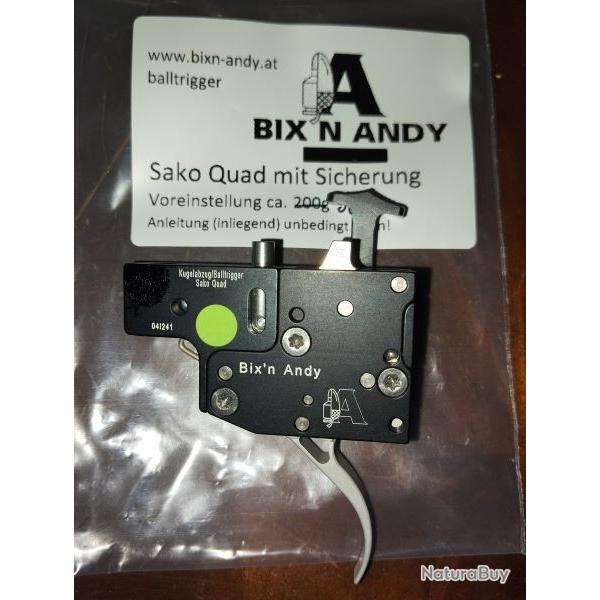 www.bixn-andy.at
balltrigger
A
BIX'N ANDY
Sako Quad mit Sicherung
Voreinstellung ca. 200g
Anleitung (inliegend) unbedingt
Kugelabzug/Balltrigger
Sako Quad
04I241
Bix'n Andy
A
NaturaBuy